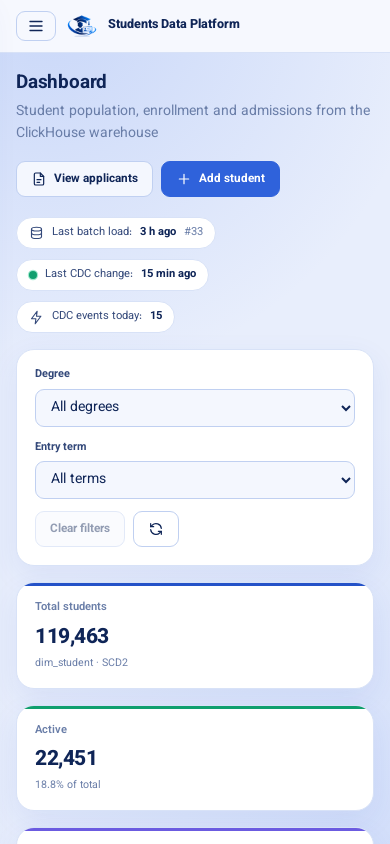 Students Data Platform
Dashboard
Student population, enrollment and admissions from the
ClickHouse warehouse
View applicants
Add student
Last batch load: 3 h ago #33
Last CDC change: 15 min ago
CDC events today: 15
Degree
All degrees
Entry term
All terms
Clear filters
Total students
119,463
dim_student · SCD2
Active
22,451
18.8% of total